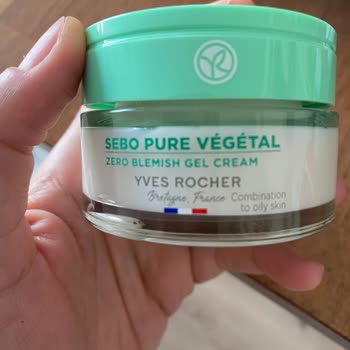 SEBO PURE VÉGÉTAL
ZERO BLEMISH GEL CREAM
YVES ROCHER
Bretagne, France Combination
to oily skin